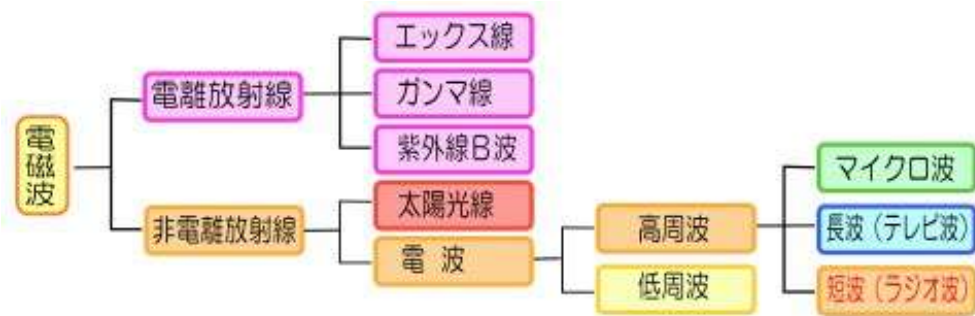 電磁波
電離放射線
エックス線
ガンマ線
紫外線B波
非電離放射線
太陽光線
電波
高周波
低周波
マイクロ波
長波(テレビ波)
短波(ラジオ波)